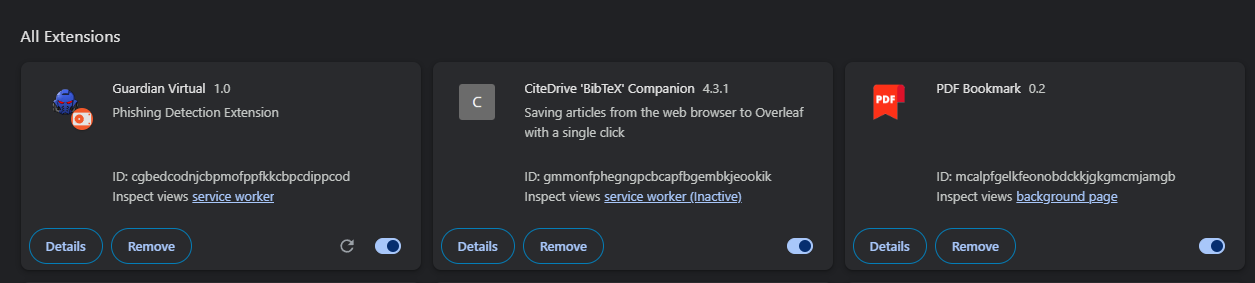 All Extensions
Guardian Virtual 1.0
Phishing Detection Extension
ID: cgbedcodnjcbpmofppfkkcbpcdippcod
Inspect views service worker
Details Remove
C
CiteDrive 'BibTeX' Companion 4.3.1
Saving articles from the web browser to Overleaf
with a single click
ID: gmmonfphegngpcbcapfbgembkjeookik
Inspect views service worker (Inactive)
Details Remove
PDF
PDF Bookmark 0.2
ID: mcalpfgelkfeonobdckkjgkgmcmjamgb
Inspect views background page
Details Remove